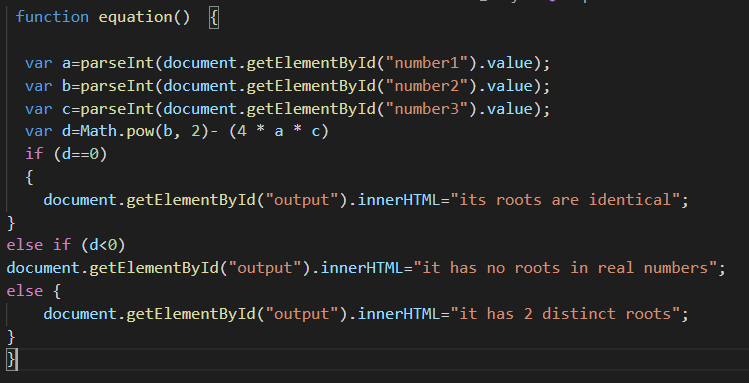 function equation() {
var a=parseInt(document.getElementById("number1").value);
var b=parseInt(document.getElementById("number2").value);
var c=parseInt(document.getElementById("number3").value);
var d=Math.pow(b, 2)- (4 * a * c)
if (d==0)
{
document.getElementById("output").innerHTML="its roots are identical";
}
else if (d<0)
document.getElementById("output").innerHTML="it has no roots in real numbers";
else {
document.getElementById("output").innerHTML="it has 2 distinct roots";
}
}